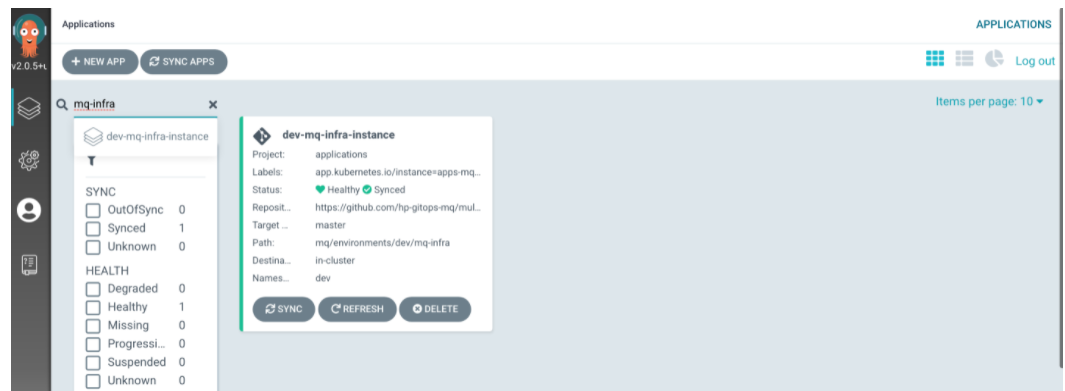 Applications
APPLICATIONS
v2.0.5+
+ NEW APP
SYNC APPS
Log out
mq-infra
Items per page: 10
dev-mq-infra-instance
SYNC
OutOfSync 0
Synced 1
Unknown 0
HEALTH
Degraded 0
Healthy 1
Missing 0
Progressi... 0
Suspended 0
Unknown 0
dev-mq-infra-instance
Project: applications
Labels: app.kubernetes.io/instance=apps-mq...
Status: Healthy Synced
Reposit... https://github.com/hp-gitops-mq/mul...
Target ... master
Path: mq/environments/dev/mq-infra
Destina... in-cluster
Names... dev
SYNC REFRESH DELETE